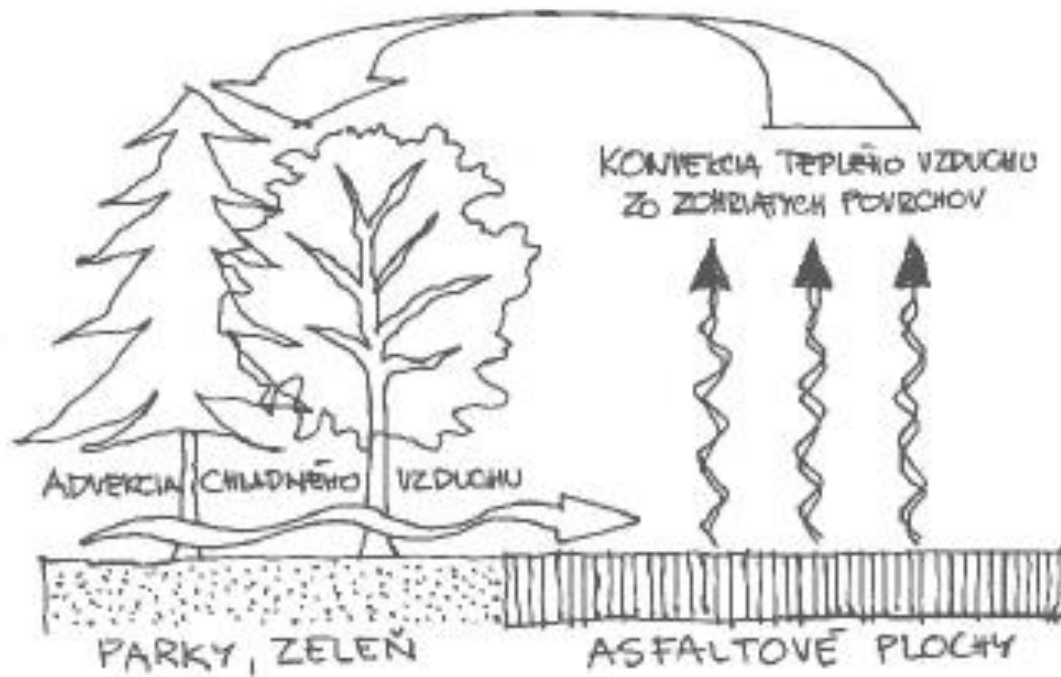 KONVEKCIA TEPLÉHO VZDUCHU
ZO ZOHRIATYCH POVRCHOV
ADVEKCIA CHLADNÉHO VZDUCHU
PARKY, ZELEŇ
ASFALTOVÉ PLOCHY